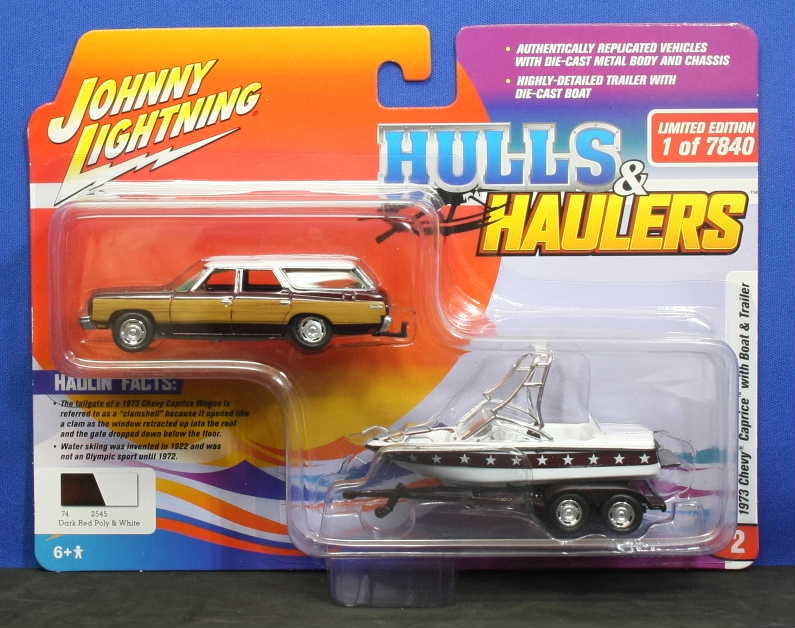 JOHNNY
LIGHTNING
• AUTHENTICALLY REPLICATED VEHICLES
WITH DIE-CAST METAL BODY AND CHASSIS
• HIGHLY-DETAILED TRAILER WITH
DIE-CAST BOAT
LIMITED EDITION
1 of 7840
HULLS
& HAULERS™
HAULIN' FACTS:
• The tailgate of a 1973 Chevy Caprice Wagon is
referred to as a "clamshell" because it opened like
a clam as the window retracted up into the roof
and the gate dropped down below the floor.
• Water skiing was invented in 1922 and was
not an Olympic sport until 1972.
74 2545
Dark Red Poly & White
6+
1973 Chevy® Caprice™ with Boat & Trailer
2